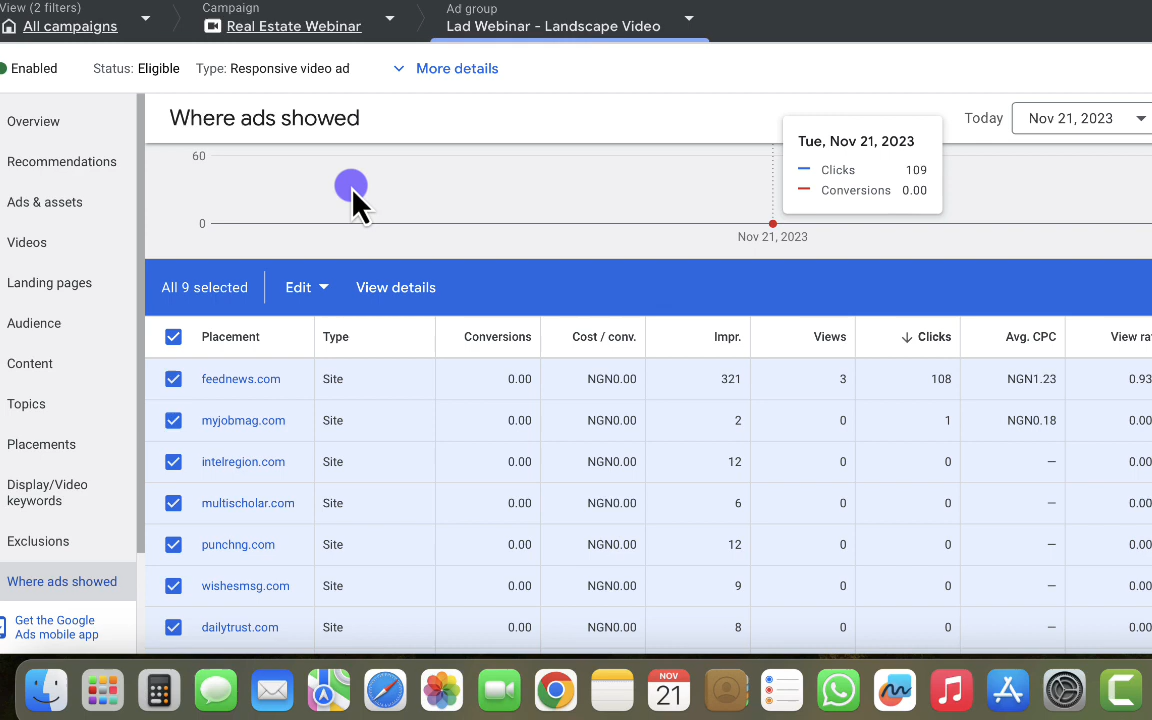 View (2 filters)
All campaigns
Campaign
Real Estate Webinar
Ad group
Lad Webinar - Landscape Video
Enabled
Status: Eligible
Type: Responsive video ad
More details
Overview
Recommendations
Ads & assets
Videos
Landing pages
Audience
Content
Topics
Placements
Display/Video
keywords
Exclusions
Where ads showed
Get the Google
Ads mobile app
Where ads showed
Today
Nov 21, 2023
60
0
Tue, Nov 21, 2023
Clicks 109
Conversions 0.00
Nov 21, 2023
All 9 selected
Edit
View details
Placement Type Conversions Cost / conv. Impr. Views Clicks Avg. CPC View ra
feednews.com Site 0.00 NGN0.00 321 3 108 NGN1.23 0.93
myjobmag.com Site 0.00 NGN0.00 2 0 1 NGN0.18 0.00
intelregion.com Site 0.00 NGN0.00 12 0 0 — 0.00
multischolar.com Site 0.00 NGN0.00 6 0 0 — 0.00
punchng.com Site 0.00 NGN0.00 12 0 0 — 0.00
wishesmsg.com Site 0.00 NGN0.00 9 0 0 — 0.00
dailytrust.com Site 0.00 NGN0.00 8 0 0 — 0.00
NOV
21